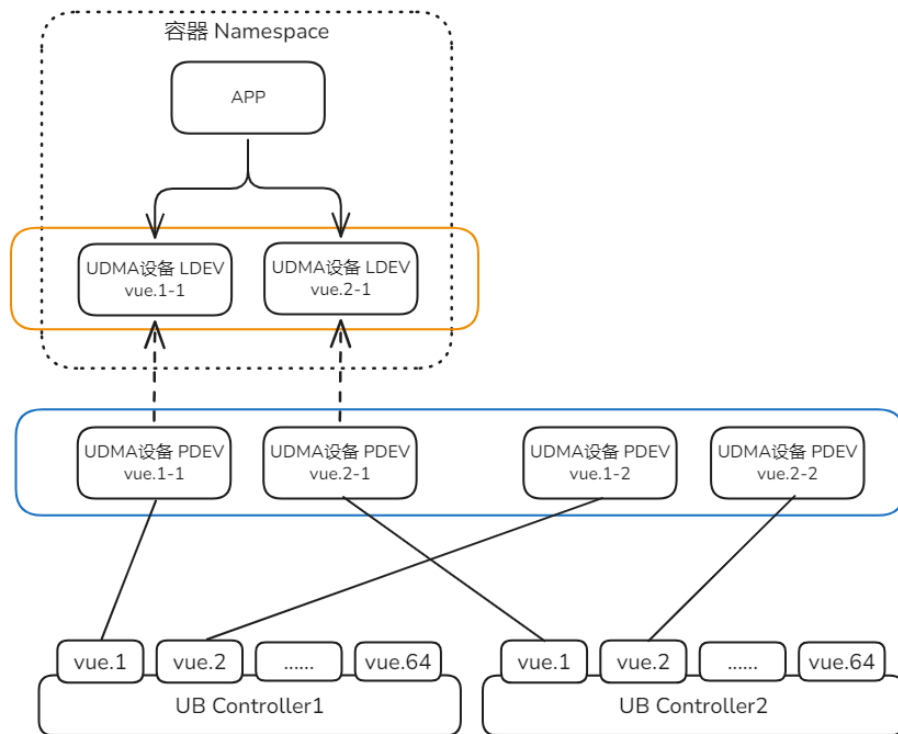 容器 Namespace
APP
UDMA设备 LDEV
vue.1-1
UDMA设备 LDEV
vue.2-1
UDMA设备 PDEV
vue.1-1
UDMA设备 PDEV
vue.2-1
UDMA设备 PDEV
vue.1-2
UDMA设备 PDEV
vue.2-2
vue.1
vue.2
......
vue.64
UB Controller1
vue.1
vue.2
......
vue.64
UB Controller2